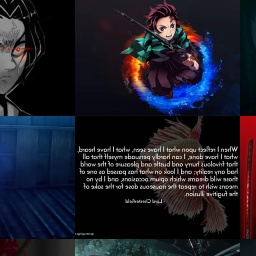 When I reflect upon what I have seen, what I have heard,
what I have done, I can hardly persuade myself that all
that frivolous hurry and bustle and pleasure of the world
had any reality; and I look on what has passed as one of
those wild dreams which opium occasions, and I by no
means wish to repeat the nauseous dose for the sake of
the fugitive illusion.
Lord Chesterfield